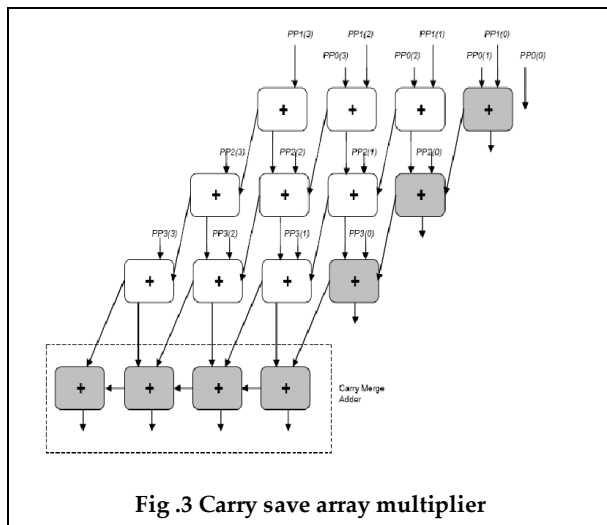 PP1(3) PP1(2) PP1(1) PP1(0)
PP0(3) PP0(2) PP0(1) PP0(0)
+ + + +
PP2(3) PP2(2) PP2(1) PP2(0)
+ + + +
PP3(3) PP3(2) PP3(1) PP3(0)
+ + + +
+ + + +
Carry Merge
Adder
Fig .3 Carry save array multiplier